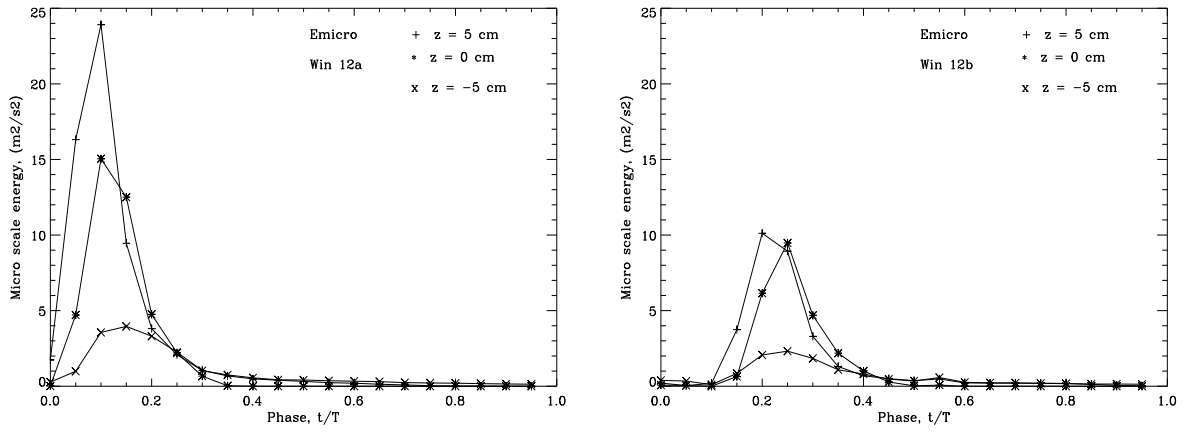 25
20
15
10
5
0
Micro scale energy, (m2/s2)
Emicro
Win 12a
+ z = 5 cm
* z = 0 cm
x z = -5 cm
0.0 0.2 0.4 0.6 0.8 1.0
Phase, t/T
25
20
15
10
5
0
Micro scale energy, (m2/s2)
Emicro
Win 12b
+ z = 5 cm
* z = 0 cm
x z = -5 cm
0.0 0.2 0.4 0.6 0.8 1.0
Phase, t/T